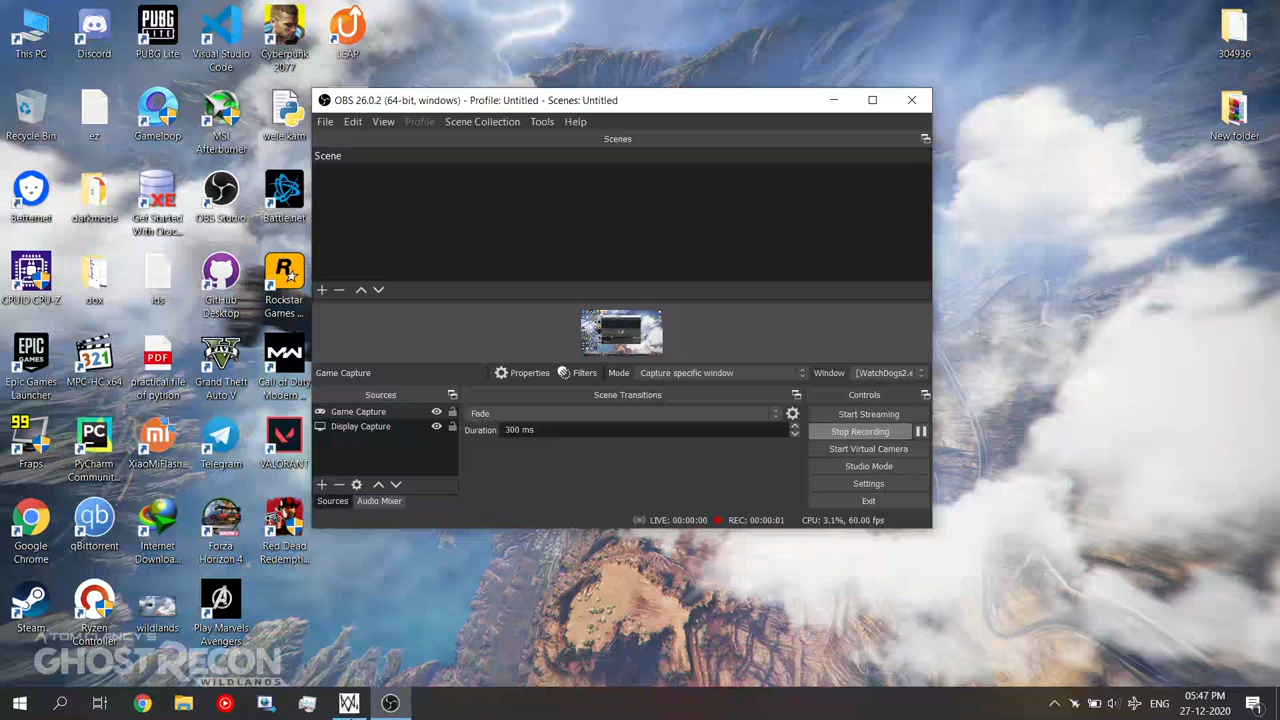 This PC
Discord
PUBG Lite
Visual Studio
Code
Cyberpunk
2077
LEAP
304936
Recycle Bin
ez
Gameloop
MSI
Afterburner
wele kam
New folder
OBS 26.0.2 (64-bit, windows) - Profile: Untitled - Scenes: Untitled
File Edit View Profile Scene Collection Tools Help
Scenes
Scene
Betternet
darkmode
Get Started
With Orac...
OBS Studio
Battle.net
CPUID CPU-Z
dox
ids
GitHub
Desktop
Rockstar
Games ...
Game Capture
Properties
Filters
Mode
Capture specific window
Window
[WatchDogs2.e
Epic Games
Launcher
MPC-HC x64
practical file
of python
Grand Theft
Auto V
Call of Duty
Modern ...
Sources
Scene Transitions
Controls
Game Capture
Display Capture
Fade
Duration 300 ms
Start Streaming
Stop Recording
Start Virtual Camera
Studio Mode
Settings
Exit
Sources Audio Mixer
LIVE: 00:00:00
REC: 00:00:01
CPU: 3.1%, 60.00 fps
Fraps
PyCharm
Communit...
XiaoMiFlash...
Telegram
VALORANT
Google
Chrome
qBittorrent
Internet
Downloa...
Forza
Horizon 4
Red Dead
Redempti...
Steam
Ryzen
Controller
wildlands
Play Marvels
Avengers
TOM CLANCY'S
GHOST RECON
WILDLANDS
ENG
05:47 PM
27-12-2020